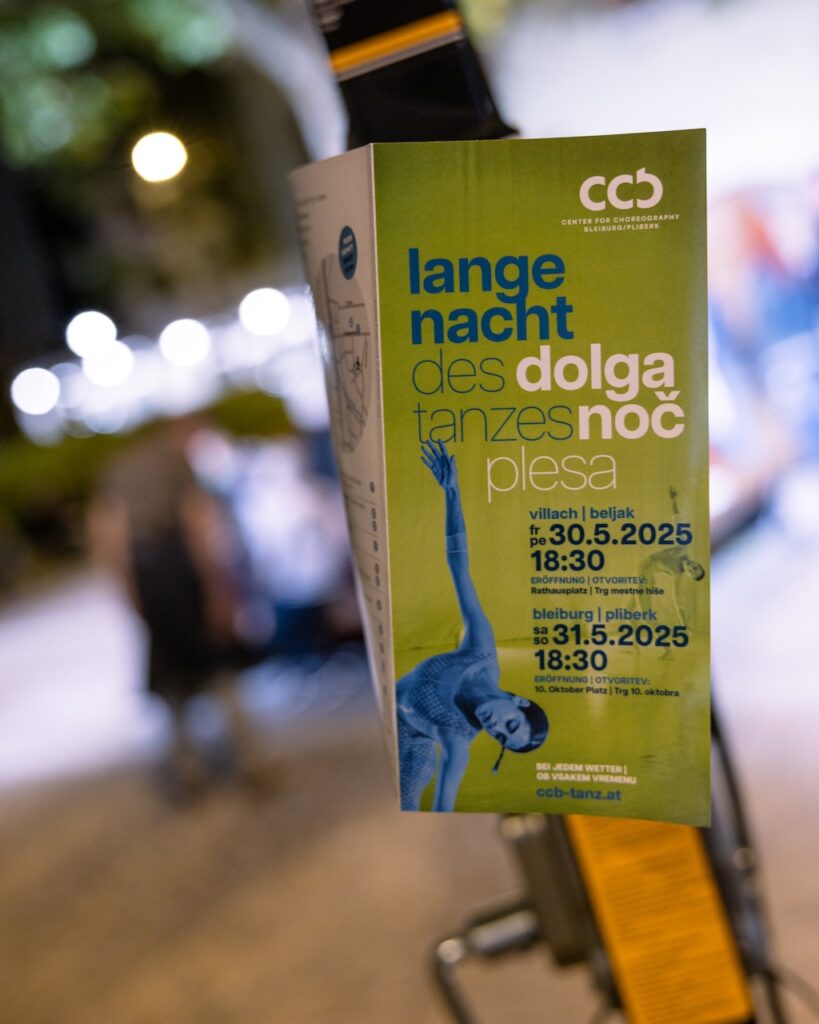 ccb
CENTER FOR CHOREOGRAPHY
BLEIBURG/PLIBERK
lange
nacht
des dolga
tanzes noč
plesa
villach | beljak
fr
pe 30.5.2025
18:30
ERÖFFNUNG | OTVORITEV:
Rathausplatz | Trg mestne hiše
bleiburg | pliberk
sa
so 31.5.2025
18:30
ERÖFFNUNG | OTVORITEV:
10. Oktober Platz | Trg 10. oktobra
BEI JEDEM WETTER |
OB VSAKEM VREMENU
ccb-tanz.at